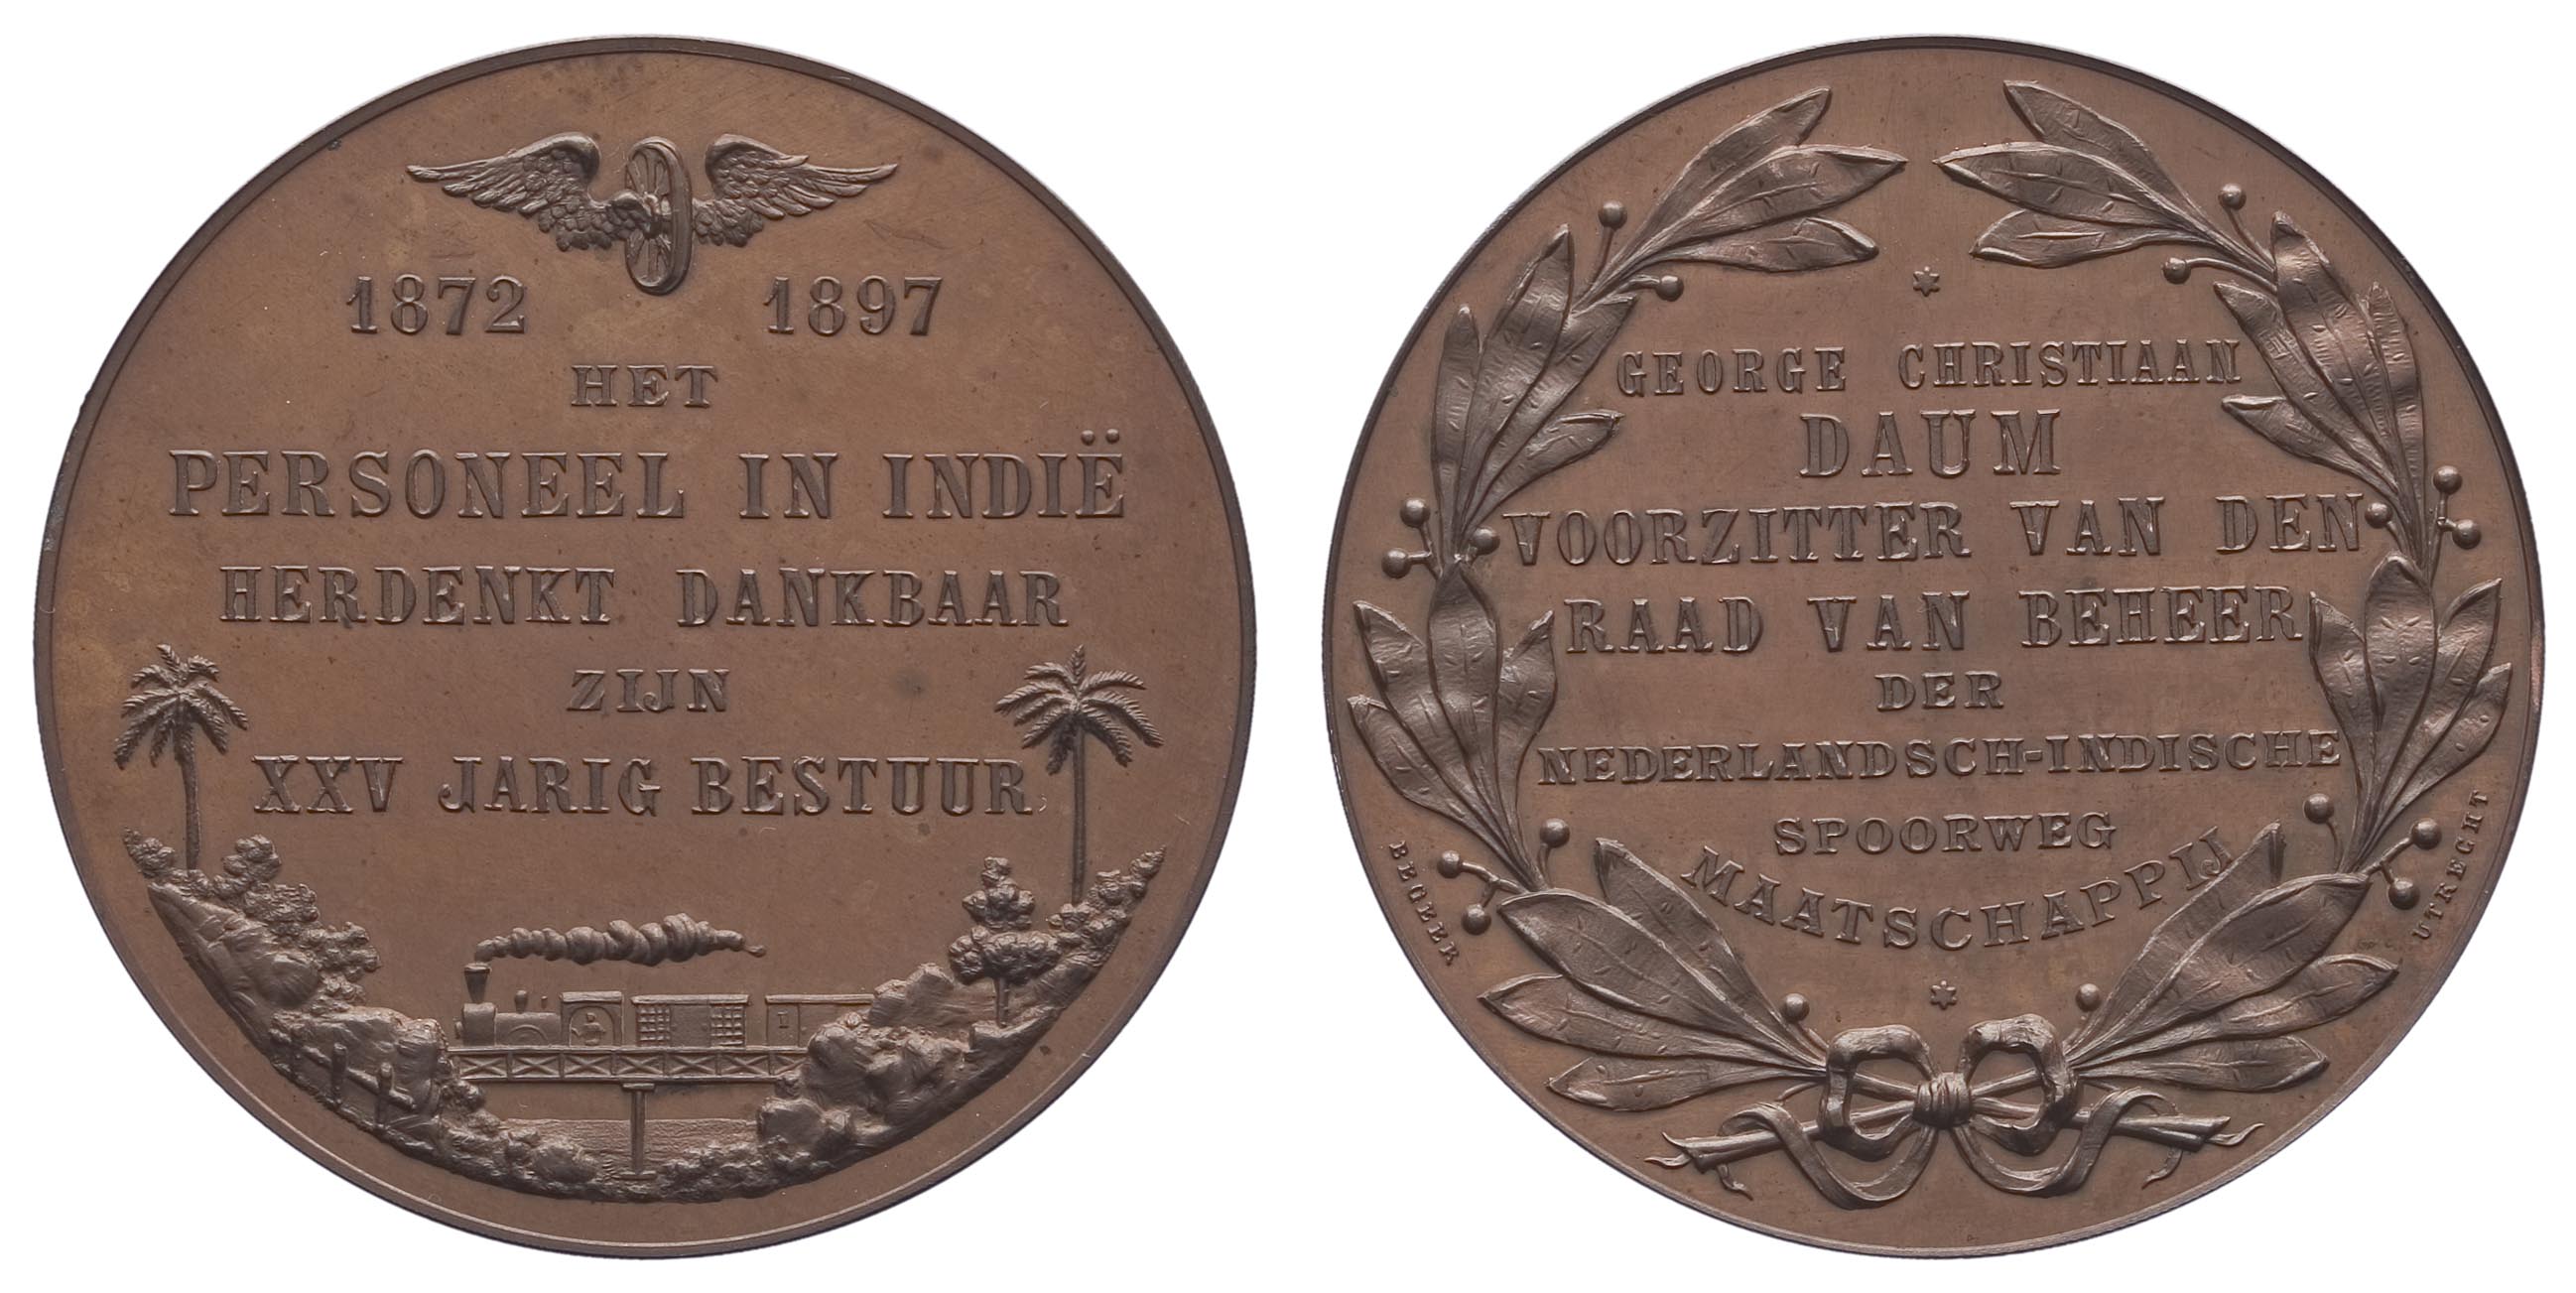 1872 1897
HET
PERSONEEL IN INDIË
HERDENKT DANKBAAR
ZIJN
XXV JARIG BESTUUR
1
GEORGE CHRISTIAAN
DAUM
VOORZITTER VAN DEN
RAAD VAN BEHEER
DER
NEDERLANDSCH-INDISCHE
SPOORWEG
MAATSCHAPPIJ
BEGEER
UTRECHT